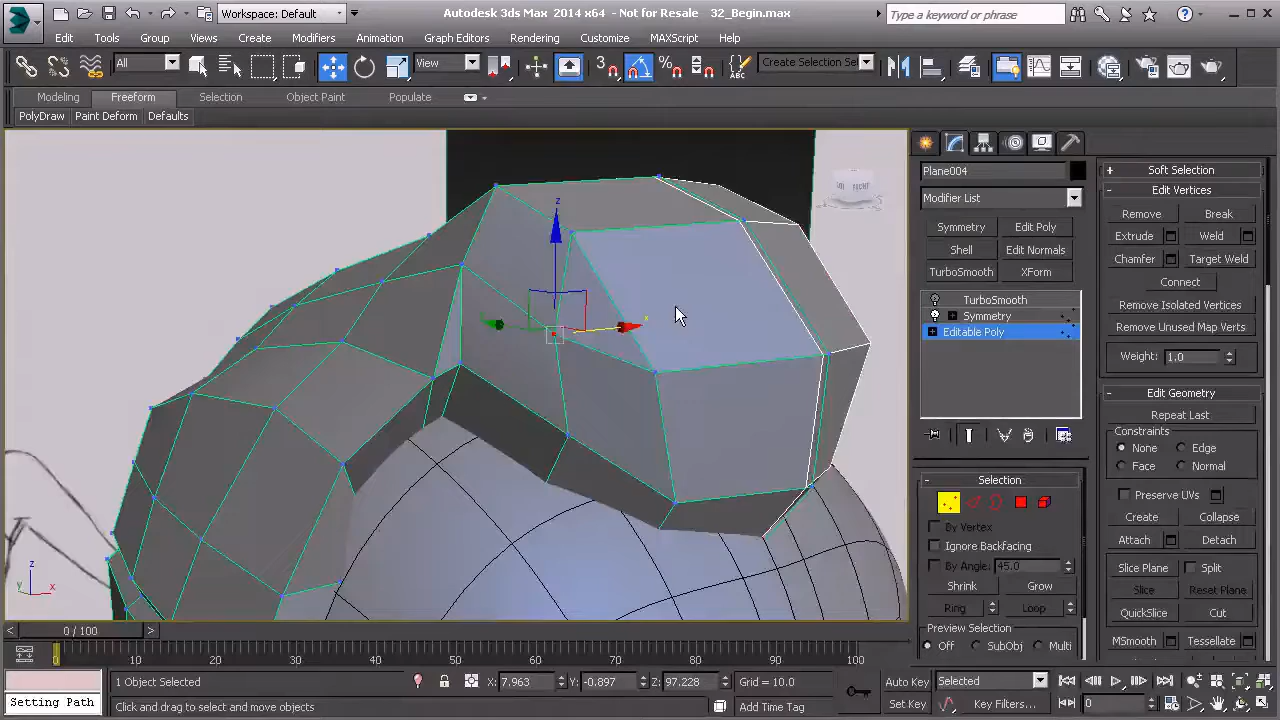 Workspace: Default
Autodesk 3ds Max 2014 x64 - Not for Resale 32_Begin.max
Type a keyword or phrase
Edit Tools Group Views Create Modifiers Animation Graph Editors Rendering Customize MAXScript Help
All View Create Selection Se
Modeling Freeform Selection Object Paint Populate
PolyDraw Paint Deform Defaults
Plane004
Modifier List
Symmetry Edit Poly
Shell Edit Normals
TurboSmooth XForm
TurboSmooth
Symmetry
Editable Poly
Selection
By Vertex
Ignore Backfacing
By Angle: 45.0
Shrink Grow
Ring Loop
Preview Selection
Off SubObj Multi
Soft Selection
Edit Vertices
Remove Break
Extrude Weld
Chamfer Target Weld
Connect
Remove Isolated Vertices
Remove Unused Map Verts
Weight: 1.0
Edit Geometry
Repeat Last
Constraints
None Edge
Face Normal
Preserve UVs
Create Collapse
Attach Detach
Slice Plane Split
Slice Reset Plane
QuickSlice Cut
MSmooth Tessellate
RIGHT
z
x
z
y x
0 / 100
0 10 20 30 40 50 60 70 80 90 100
1 Object Selected X: 7.963 Y: -0.897 Z: 97.228 Grid = 10.0 Auto Key Selected
Setting Path Click and drag to select and move objects Add Time Tag Set Key Key Filters... 0